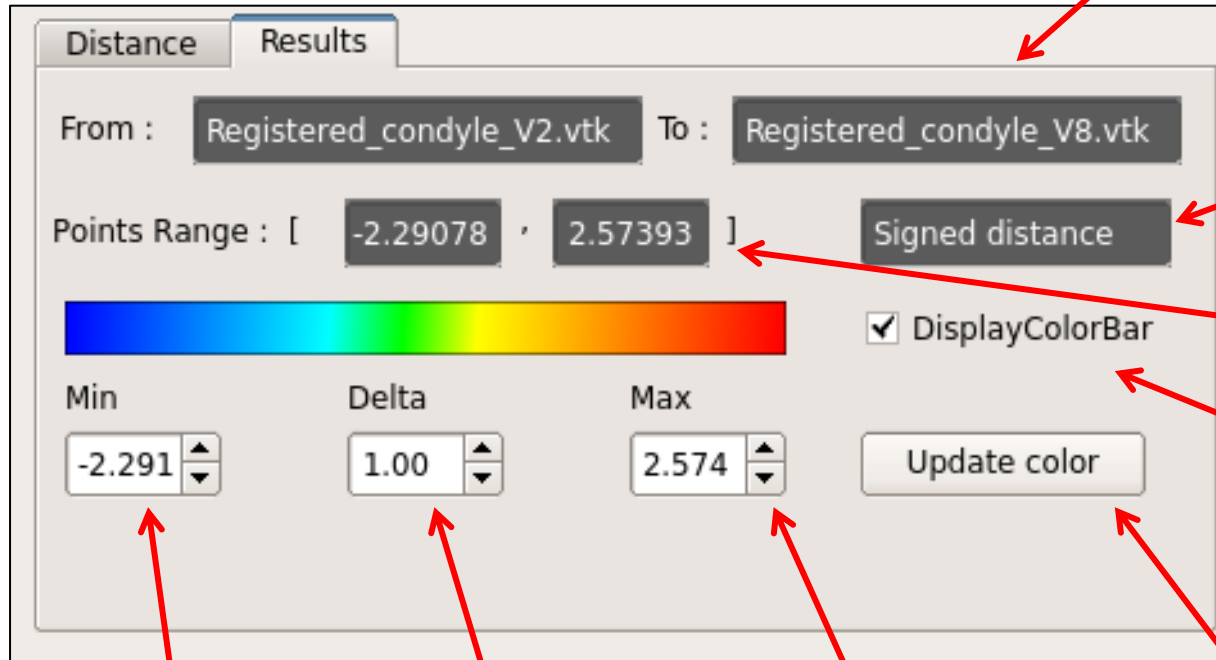 Distance Results
From : Registered_condyle_V2.vtk To : Registered_condyle_V8.vtk
Points Range : [ -2.29078 , 2.57393 ] Signed distance
DisplayColorBar
Min Delta Max
-2.291 1.00 2.574 Update color